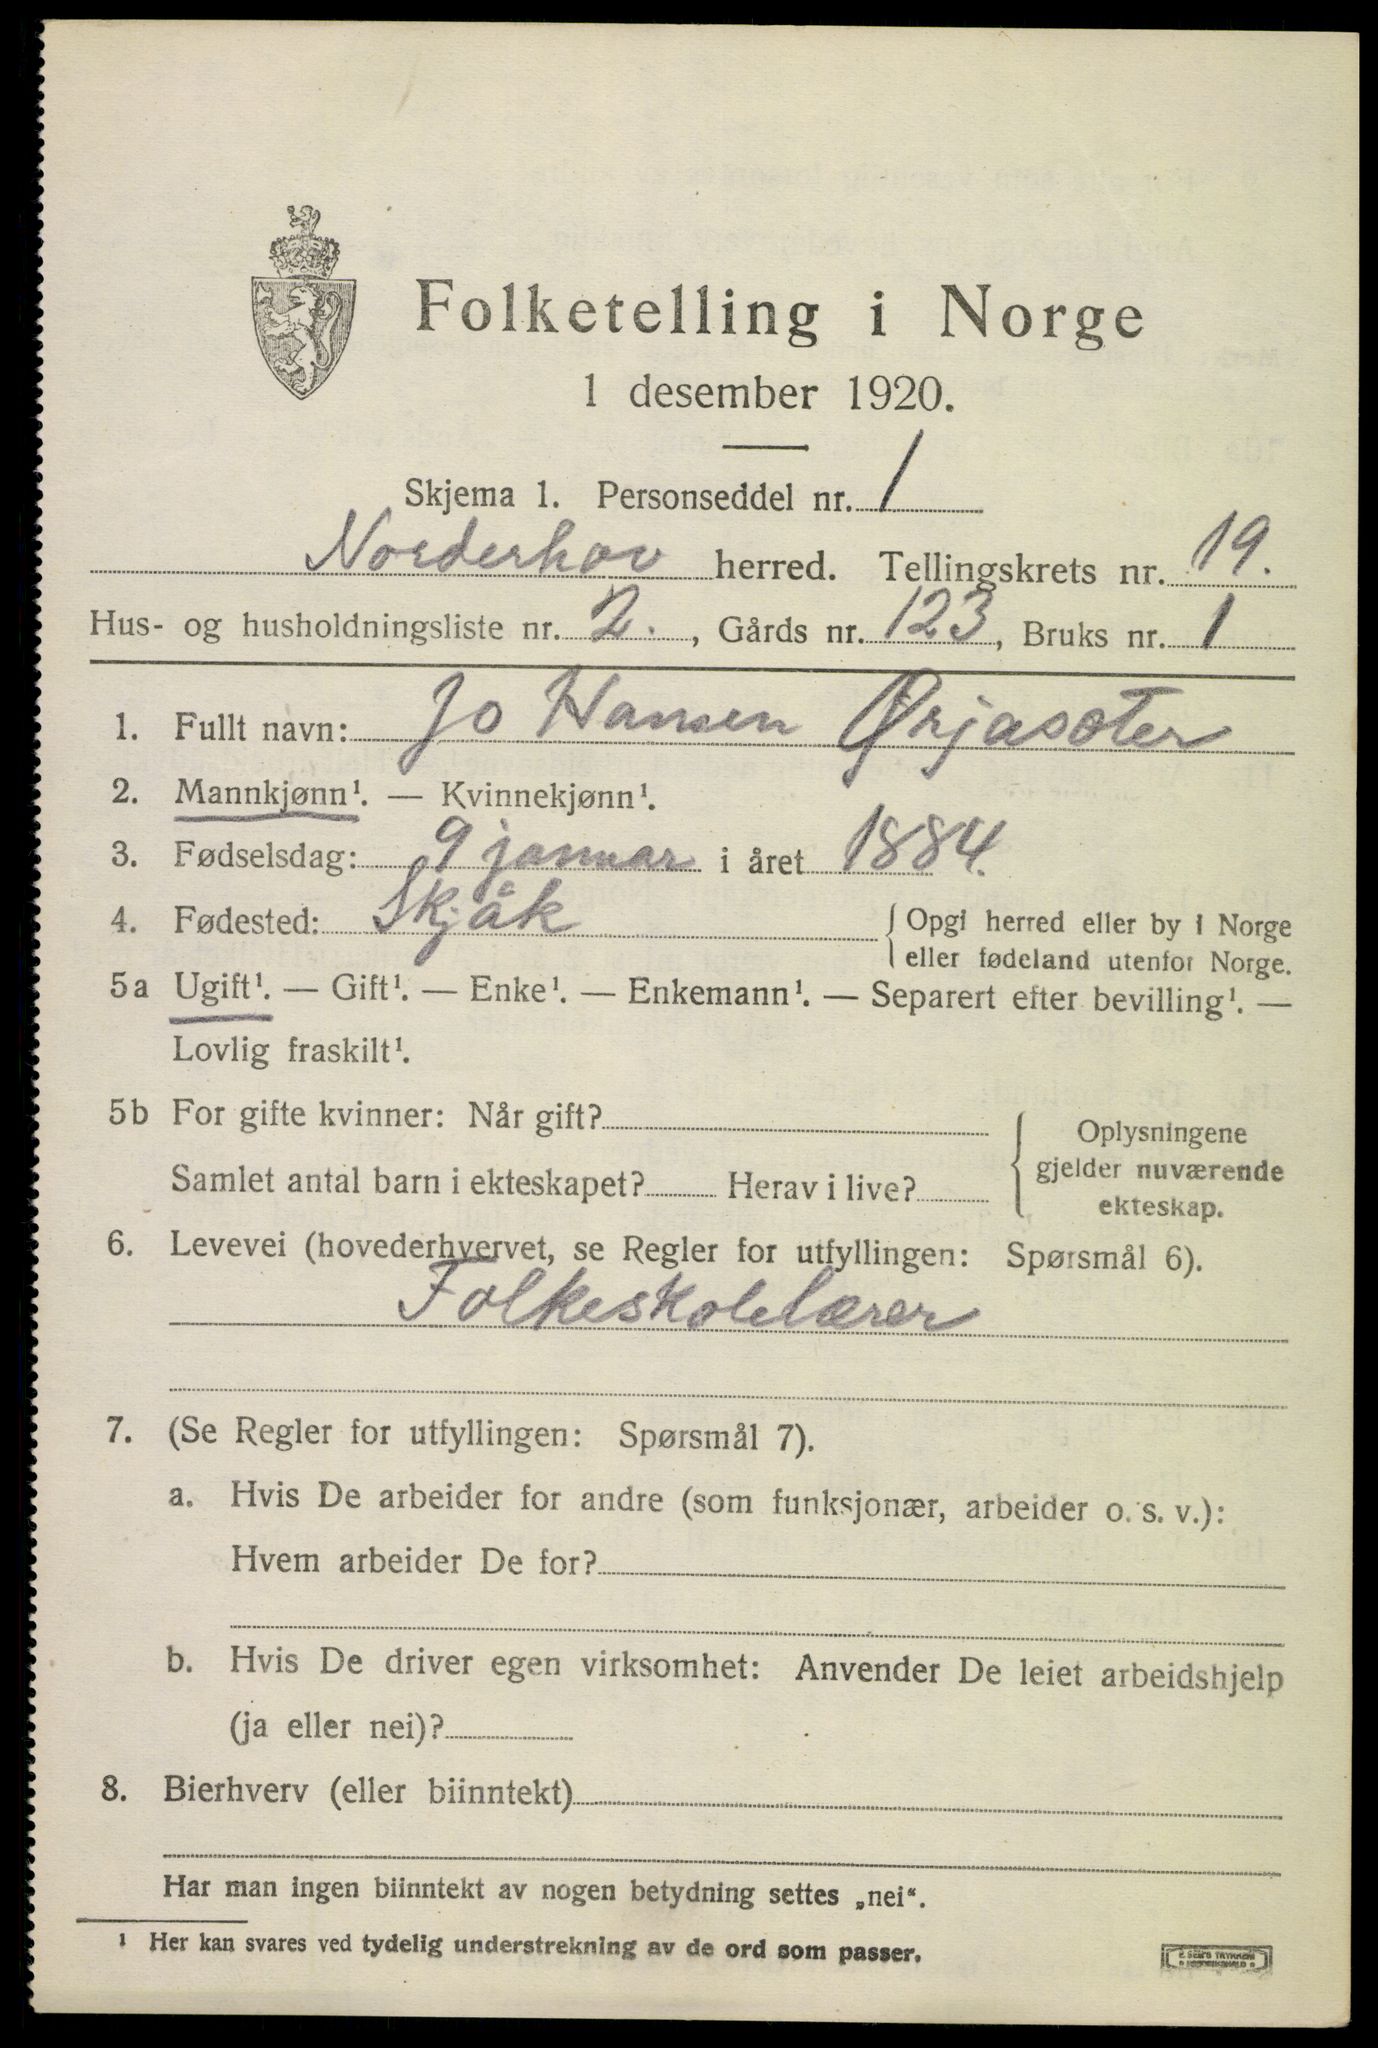 Folketelling i Norge
1 desember 1920.
Skjema 1. Personseddel nr. 1
Norderhov herred. Tellingskrets nr. 19.
Hus- og husholdningsliste nr. 2. , Gårds nr. 123, Bruks nr. 1
1. Fullt navn: Jo Hansen Ørjasæter
2. Mannkjønn¹. — Kvinnekjønn¹.
3. Fødselsdag: 9 januar i året 1884.
4. Fødested: Skjåk { Opgi herred eller by i Norge
eller fødeland utenfor Norge.
5a Ugift¹. — Gift¹. — Enke¹. — Enkemann¹. — Separert efter bevilling¹. —
Lovlig fraskilt¹.
5b For gifte kvinner: Når gift?
Samlet antal barn i ekteskapet? Herav i live?
{ Oplysningene
gjelder nuværende
ekteskap.
6. Levevei (hovederhvervet, se Regler for utfyllingen: Spørsmål 6).
Folkeskolelærer
7. (Se Regler for utfyllingen: Spørsmål 7).
a. Hvis De arbeider for andre (som funksjonær, arbeider o. s. v.):
Hvem arbeider De for?
b. Hvis De driver egen virksomhet: Anvender De leiet arbeidshjelp
(ja eller nei)?
8. Bierhverv (eller biinntekt)
Har man ingen biinntekt av nogen betydning settes „nei“.
¹ Her kan svares ved tydelig understrekning av de ord som passer.